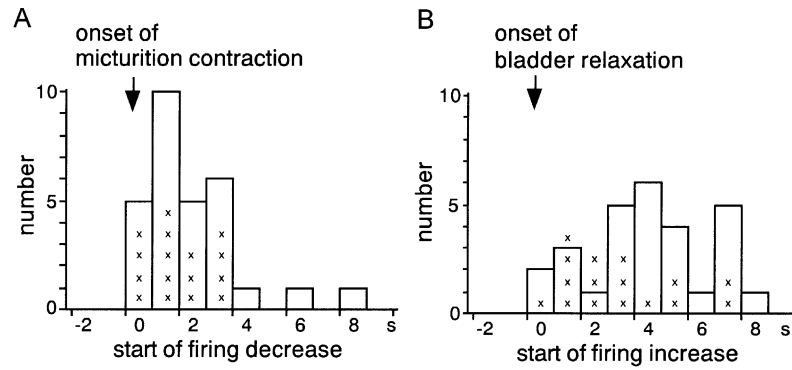 A
onset of
micturition contraction
10
5
0
number
-2 0 2 4 6 8 s
start of firing decrease
B
onset of
bladder relaxation
10
5
0
number
-2 0 2 4 6 8 s
start of firing increase